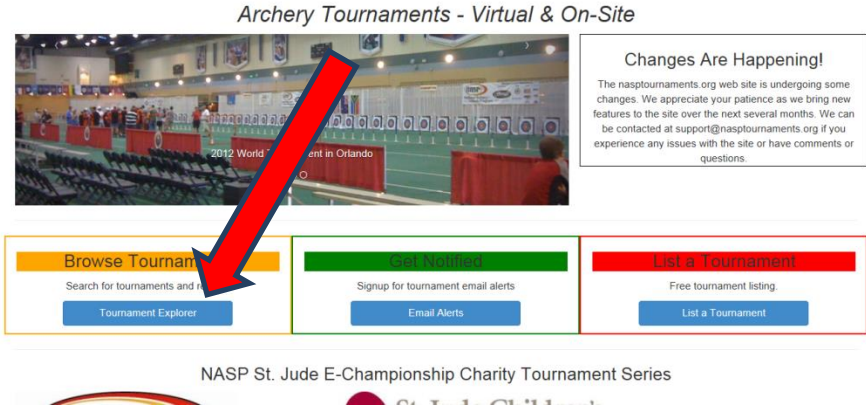 Archery Tournaments - Virtual & On-Site
2012 World
ent in Orlando
Changes Are Happening!
The nasptournaments.org web site is undergoing some
changes. We appreciate your patience as we bring new
features to the site over the next several months. We can
be contacted at support@nasptournaments.org if you
experience any issues with the site or have comments or
questions.
Browse Tournam
Search for tournaments and r
Tournament Explorer
Get Notified
Signup for tournament email alerts
Email Alerts
List a Tournament
Free tournament listing.
List a Tournament
NASP St. Jude E-Championship Charity Tournament Series
St. Jude Children's